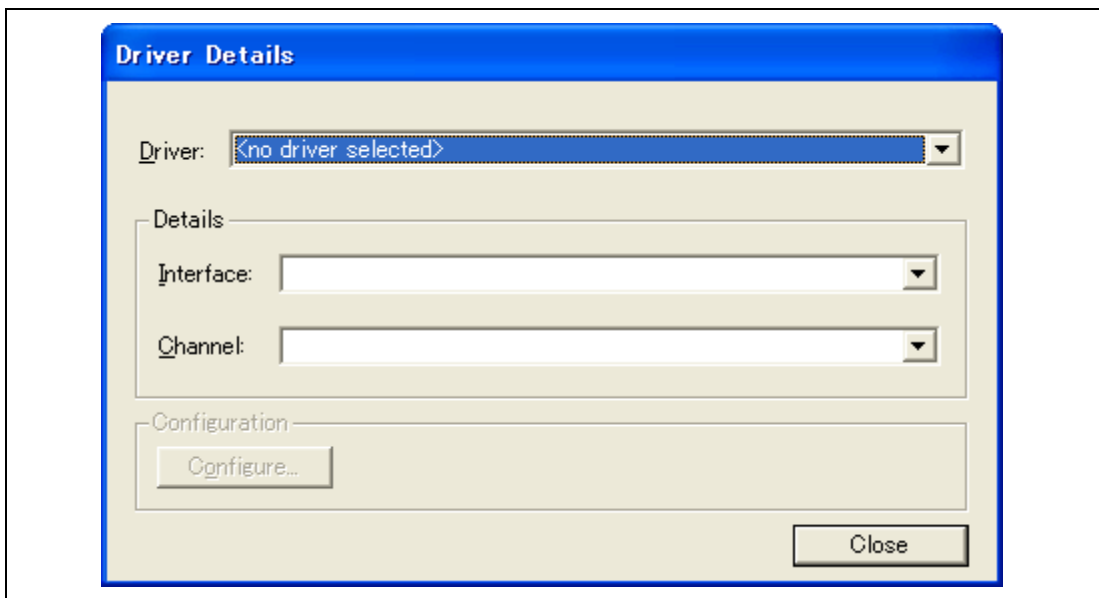 Driver Details
Driver: <no driver selected>
Details
Interface:
Channel:
Configuration
Configure...
Close